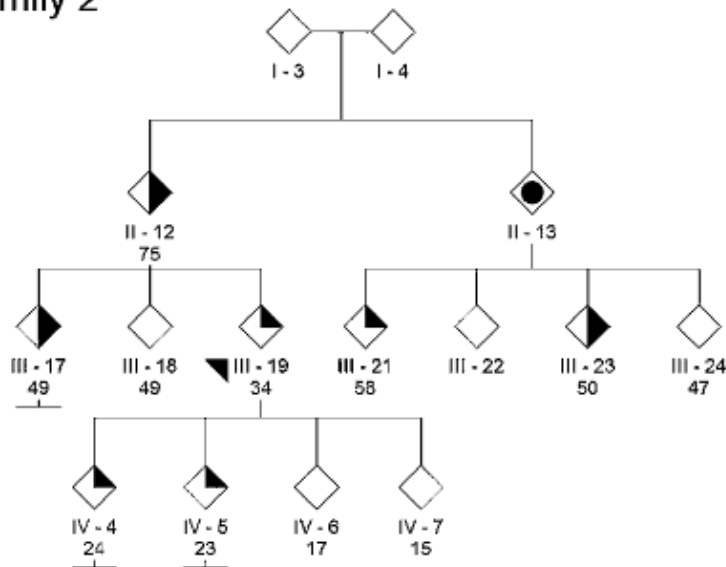 mily 2
I - 3 I - 4
II - 12 II - 13
75
III - 17 III - 18 III - 19 III - 21 III - 22 III - 23 III - 24
49 49 34 58 50 47
IV - 4 IV - 5 IV - 6 IV - 7
24 23 17 15